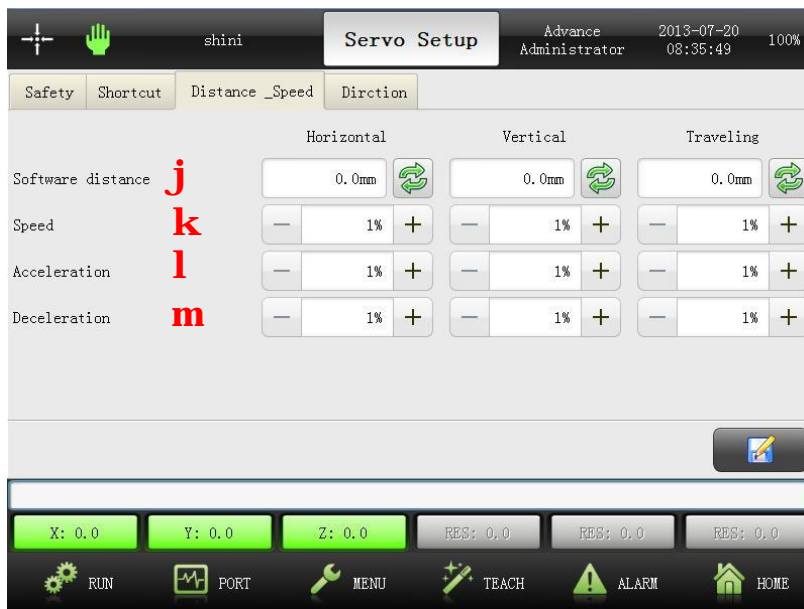 shini Servo Setup Advance Administrator 2013-07-20 08:35:49 100%
Safety Shortcut Distance _Speed Dirction
Horizontal Vertical Traveling
Software distance j 0.0mm 0.0mm 0.0mm
Speed k — 1% + — 1% + — 1% +
Acceleration l — 1% + — 1% + — 1% +
Deceleration m — 1% + — 1% + — 1% +
X: 0.0 Y: 0.0 Z: 0.0 RES: 0.0 RES: 0.0 RES: 0.0
RUN PORT MENU TEACH ALARM HOME